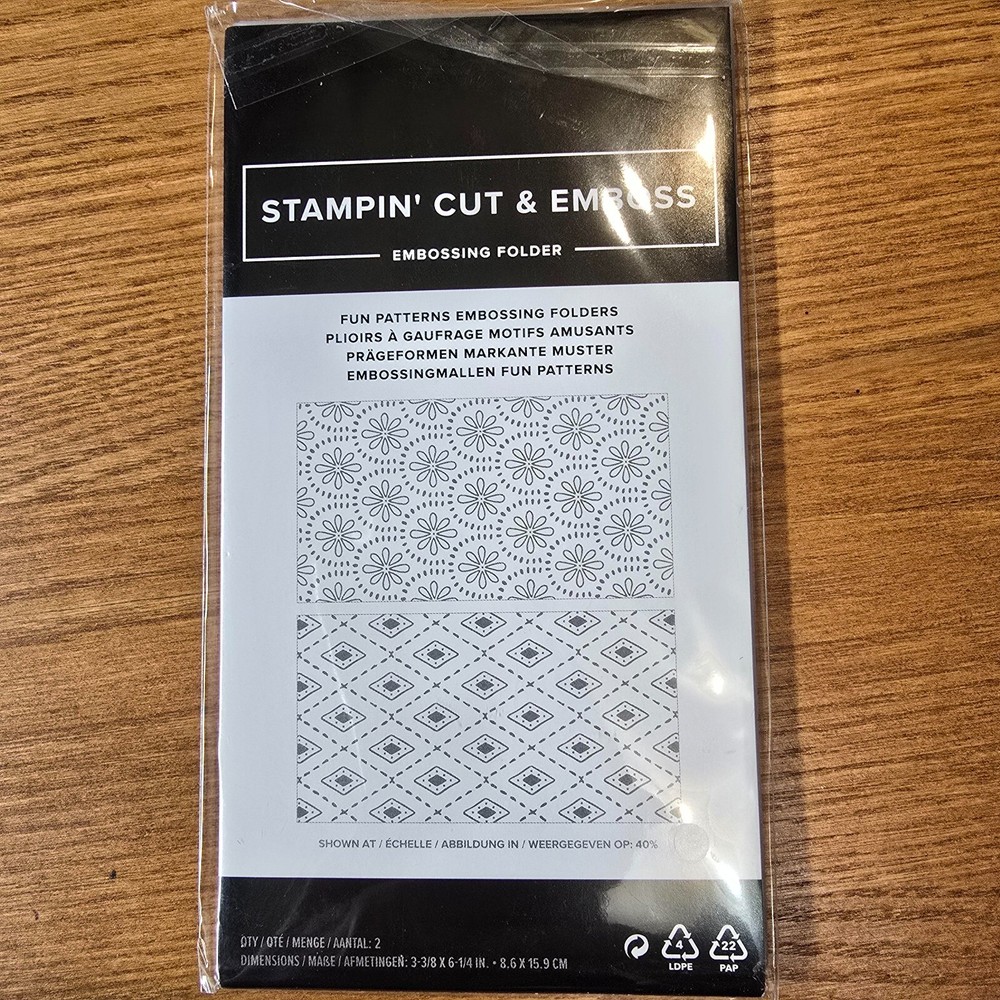 STAMPIN' CUT & EMBOSS
EMBOSSING FOLDER
FUN PATTERNS EMBOSSING FOLDERS
PLIOIRS À GAUFRAGE MOTIFS AMUSANTS
PRÄGEFORMEN MARKANTE MUSTER
EMBOSSINGMALLEN FUN PATTERNS
SHOWN AT / ÉCHELLE / ABBILDUNG IN / WEERGEGEVEN OP: 40%
QTY / QTÉ / MENGE / AANTAL: 2
DIMENSIONS / MAẞE / AFMETINGEN: 3-3/8 X 6-1/4 IN. • 8.6 X 15.9 CM
4
LDPE
22
PAP